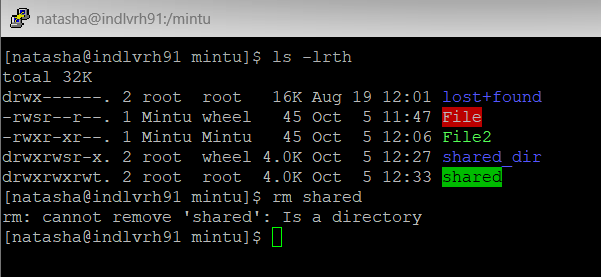 natasha@indlvrh91:/mintu
[natasha@indlvrh91 mintu]$ ls -lrth
total 32K
drwx------. 2 root  root   16K Aug 19 12:01 lost+found
-rwsr--r--. 1 Mintu wheel   45 Oct  5 11:47 File
-rwxr-xr--. 1 Mintu Mintu   45 Oct  5 12:06 File2
drwxrwsr-x. 2 root  wheel 4.0K Oct  5 12:27 shared_dir
drwxrwxrwt. 2 root  root  4.0K Oct  5 12:33 shared
[natasha@indlvrh91 mintu]$ rm shared
rm: cannot remove 'shared': Is a directory
[natasha@indlvrh91 mintu]$